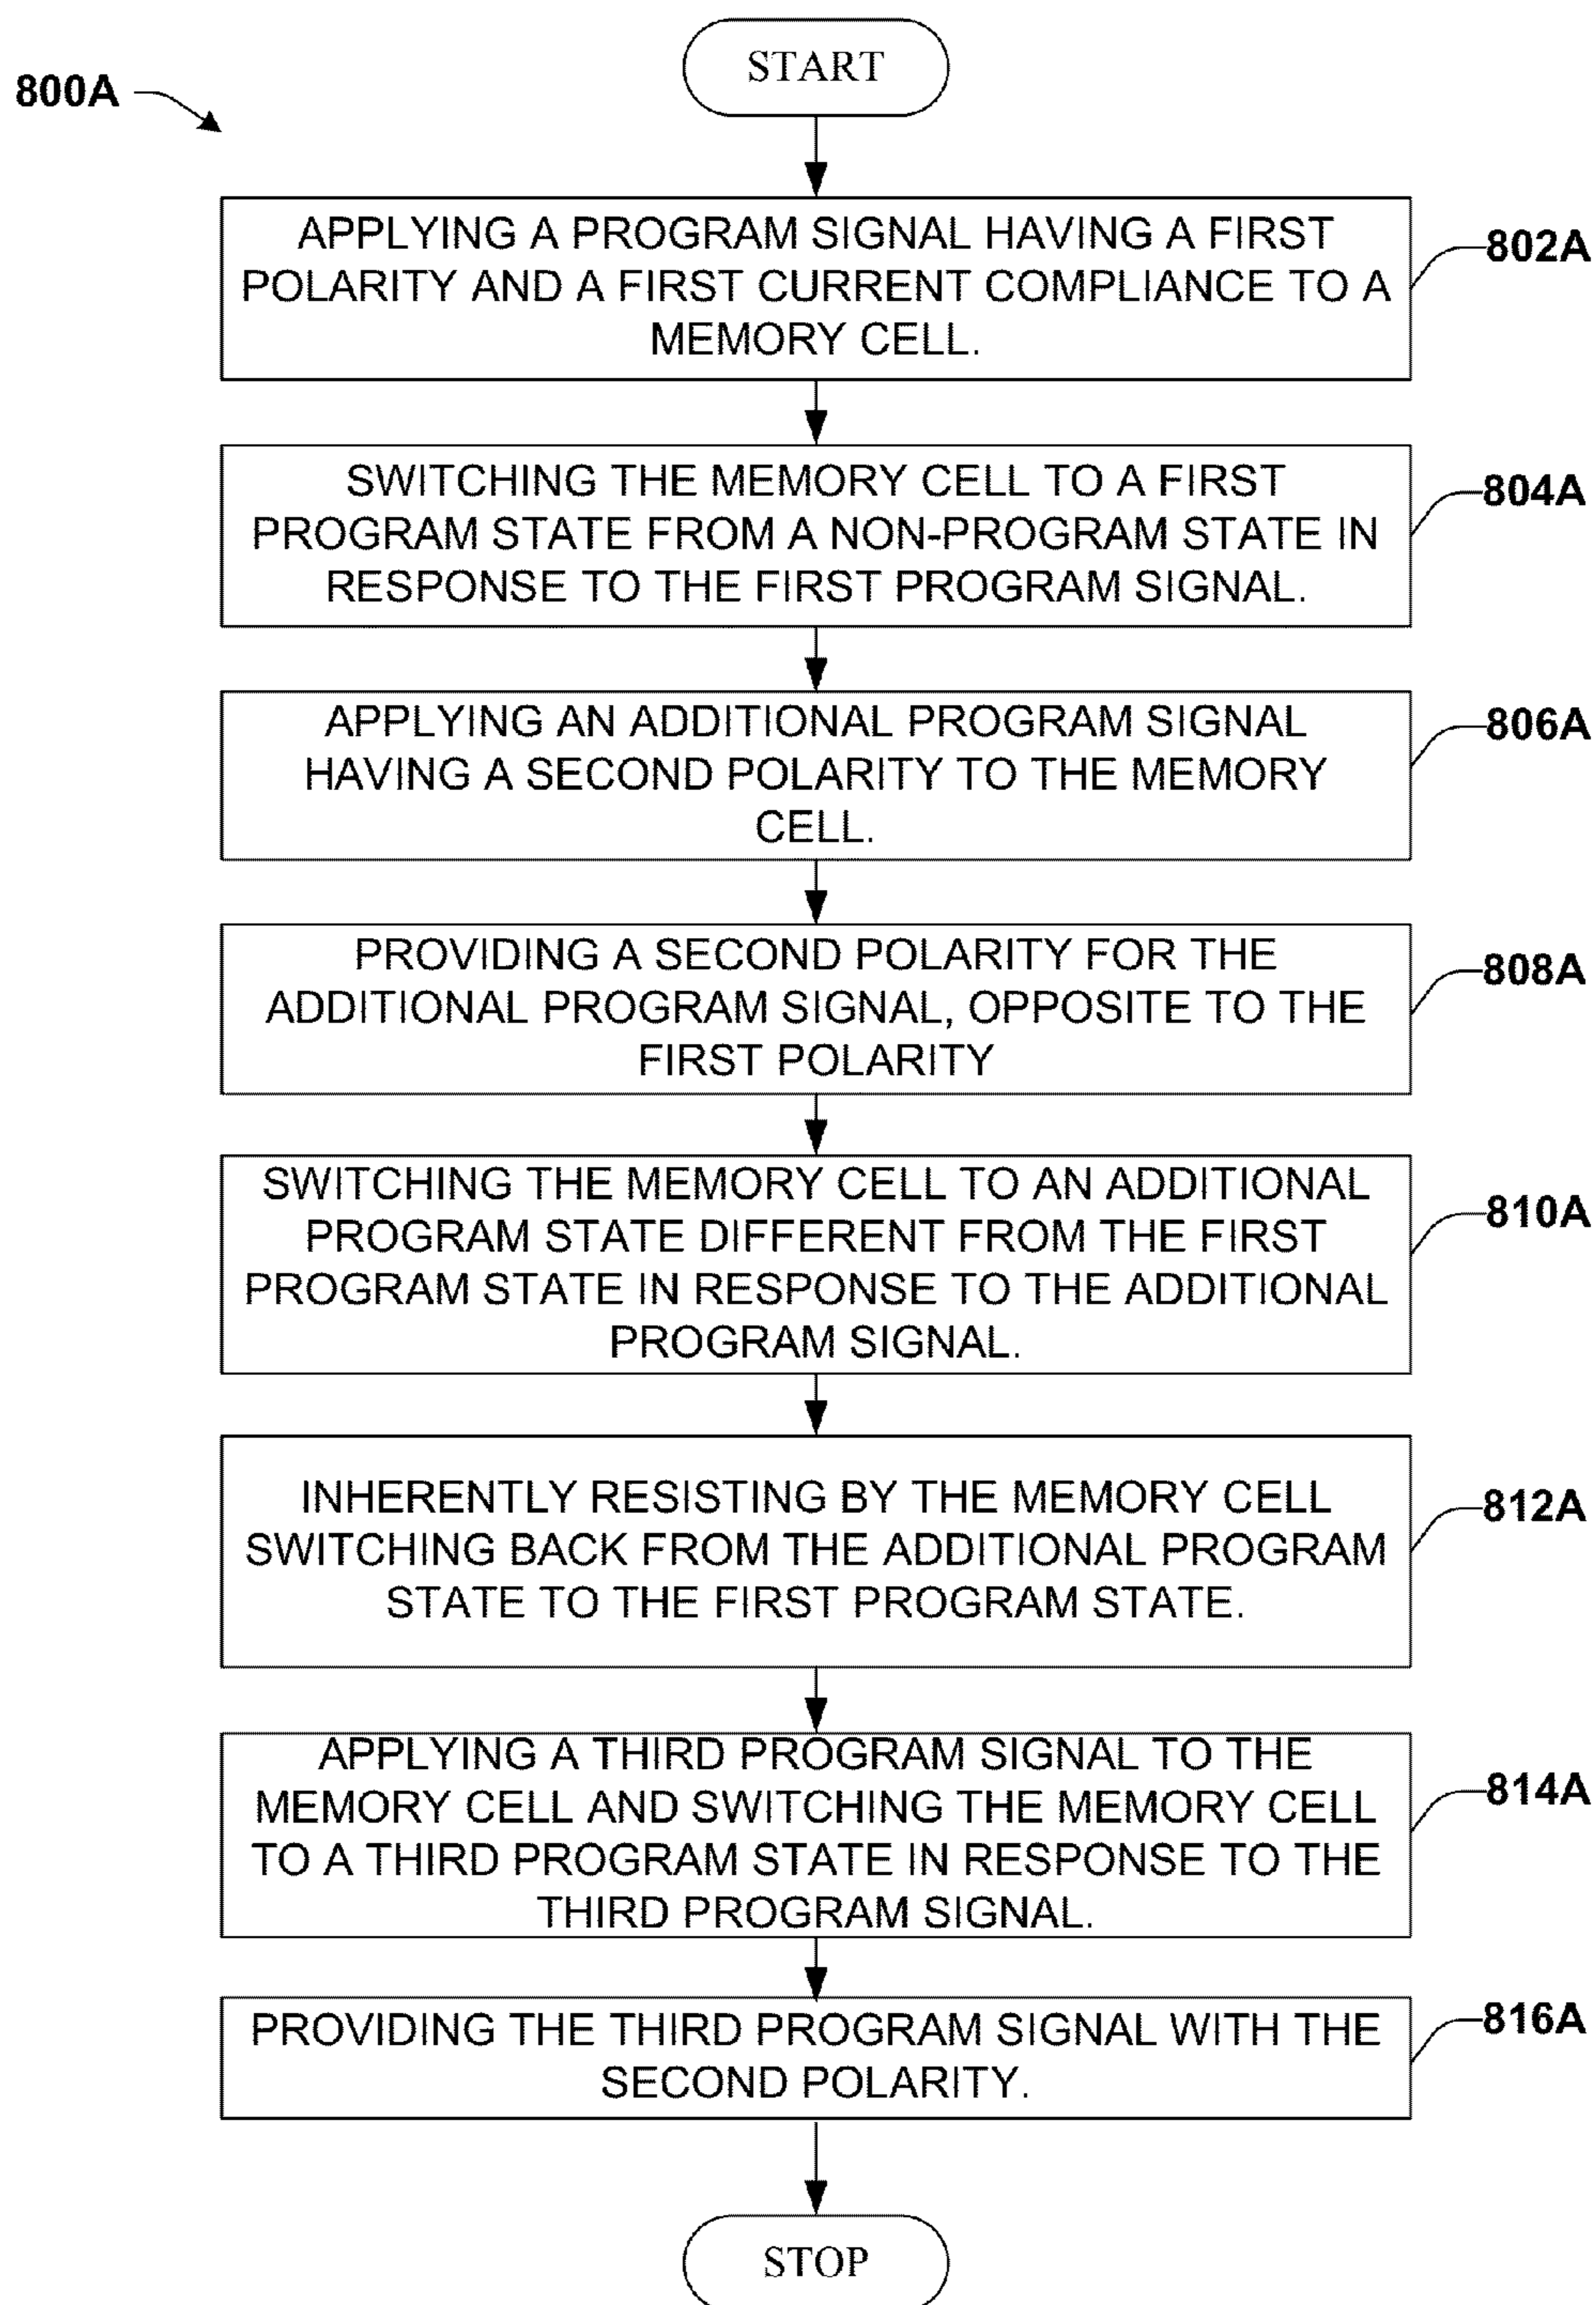 START
800A
APPLYING A PROGRAM SIGNAL HAVING A FIRST
POLARITY AND A FIRST CURRENT COMPLIANCE TO A
MEMORY CELL.
802A
SWITCHING THE MEMORY CELL TO A FIRST
PROGRAM STATE FROM A NON-PROGRAM STATE IN
RESPONSE TO THE FIRST PROGRAM SIGNAL.
804A
APPLYING AN ADDITIONAL PROGRAM SIGNAL
HAVING A SECOND POLARITY TO THE MEMORY
CELL.
806A
PROVIDING A SECOND POLARITY FOR THE
ADDITIONAL PROGRAM SIGNAL, OPPOSITE TO THE
FIRST POLARITY
808A
SWITCHING THE MEMORY CELL TO AN ADDITIONAL
PROGRAM STATE DIFFERENT FROM THE FIRST
PROGRAM STATE IN RESPONSE TO THE ADDITIONAL
PROGRAM SIGNAL.
810A
INHERENTLY RESISTING BY THE MEMORY CELL
SWITCHING BACK FROM THE ADDITIONAL PROGRAM
STATE TO THE FIRST PROGRAM STATE.
812A
APPLYING A THIRD PROGRAM SIGNAL TO THE
MEMORY CELL AND SWITCHING THE MEMORY CELL
TO A THIRD PROGRAM STATE IN RESPONSE TO THE
THIRD PROGRAM SIGNAL.
814A
PROVIDING THE THIRD PROGRAM SIGNAL WITH THE
SECOND POLARITY.
816A
STOP